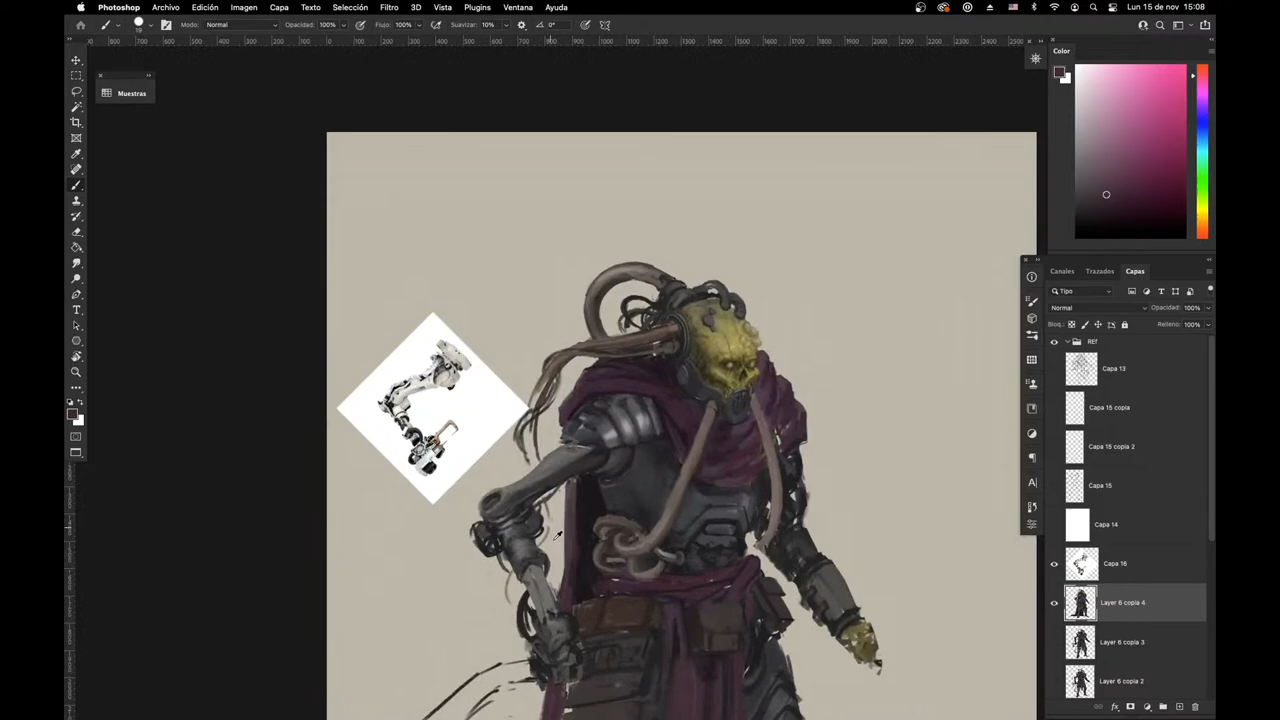 Photoshop Archivo Edición Imagen Capa Texto Selección Filtro 3D Vista Plugins Ventana Ayuda Lun 15 de nov 15:08
19 Modo: Normal Opacidad: 100% Flujo: 100% Suavizar: 10% 0°
Color
Muestras
Canales Trazados Capas
Tipo
Normal Opacidad: 100%
Bloq.: Relleno: 100%
REf
Capa 13
Capa 15 copia
Capa 15 copia 2
Capa 15
Capa 14
Capa 16
Layer 6 copia 4
Layer 6 copia 3
Layer 6 copia 2